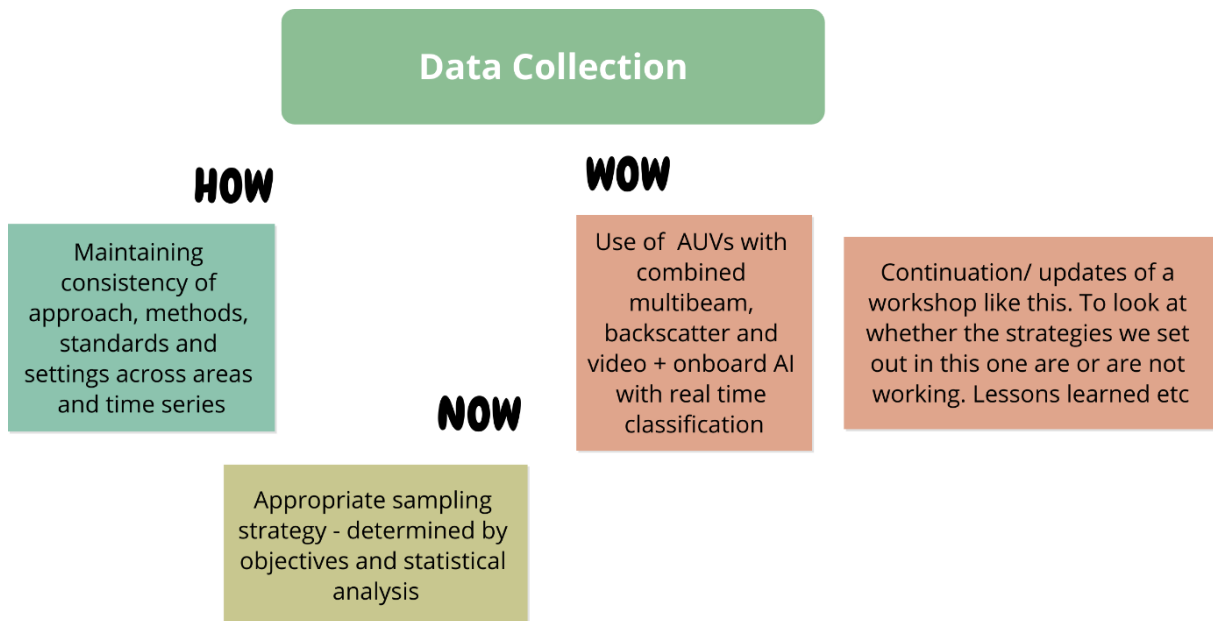 Data Collection
HOW
Maintaining
consistency of
approach, methods,
standards and
settings across areas
and time series
NOW
Appropriate sampling
strategy - determined by
objectives and statistical
analysis
WOW
Use of  AUVs with
combined
multibeam,
backscatter and
video + onboard AI
with real time
classification
Continuation/ updates of a
workshop like this. To look at
whether the strategies we set
out in this one are or are not
working. Lessons learned etc